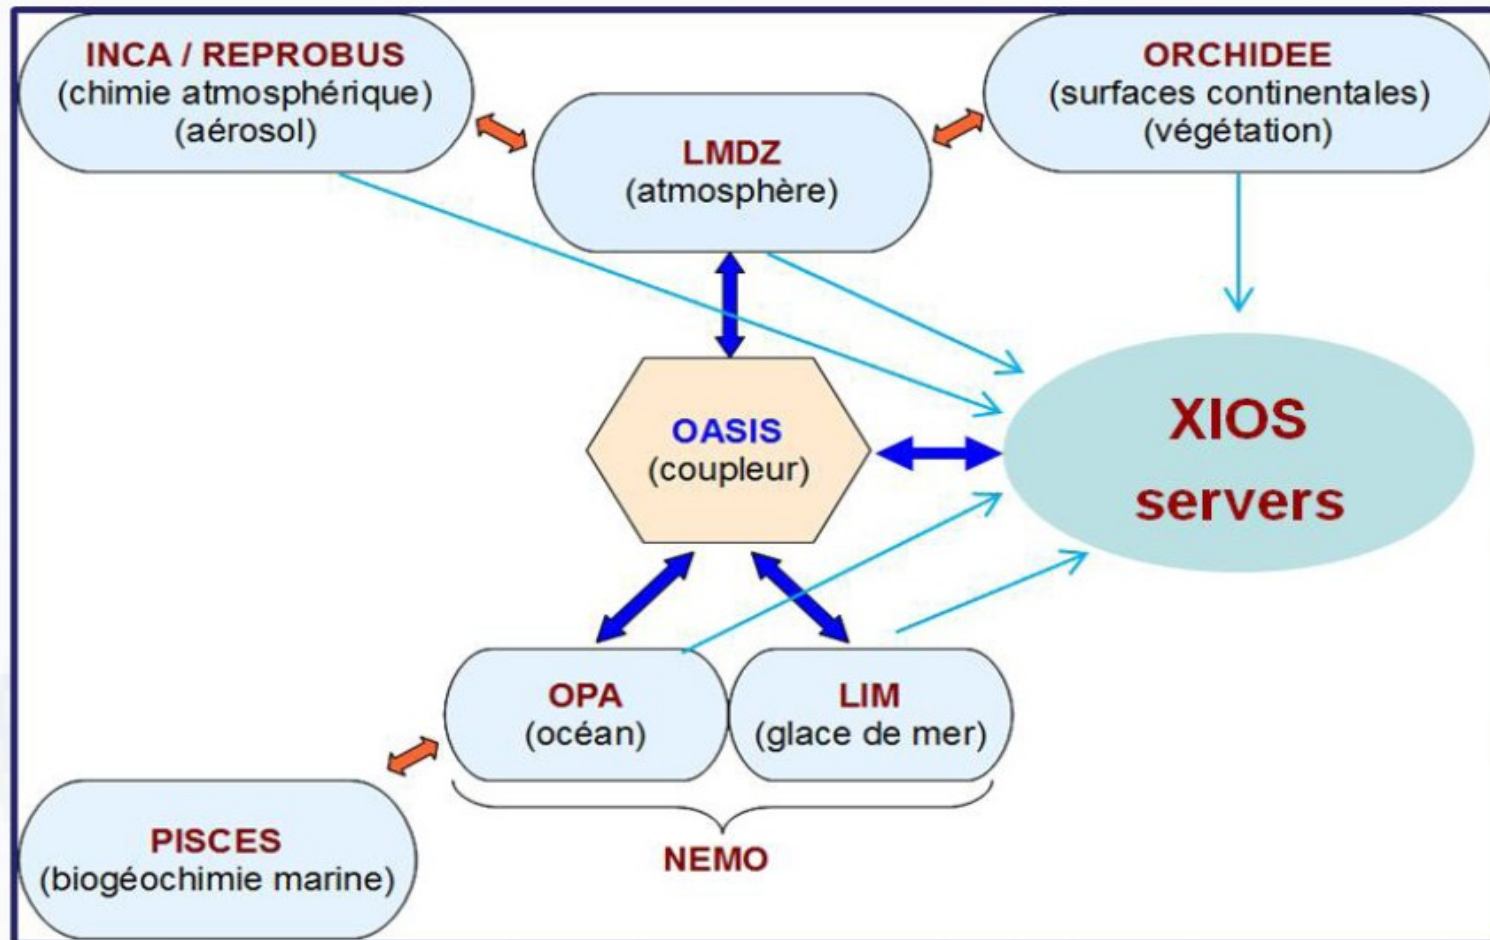 INCA / REPROBUS
(chimie atmosphérique)
(aérosol)
ORCHIDEE
(surfaces continentales)
(végétation)
LMDZ
(atmosphère)
OASIS
(coupleur)
XIOS
servers
OPA
(océan)
LIM
(glace de mer)
NEMO
PISCES
(biogéochimie marine)